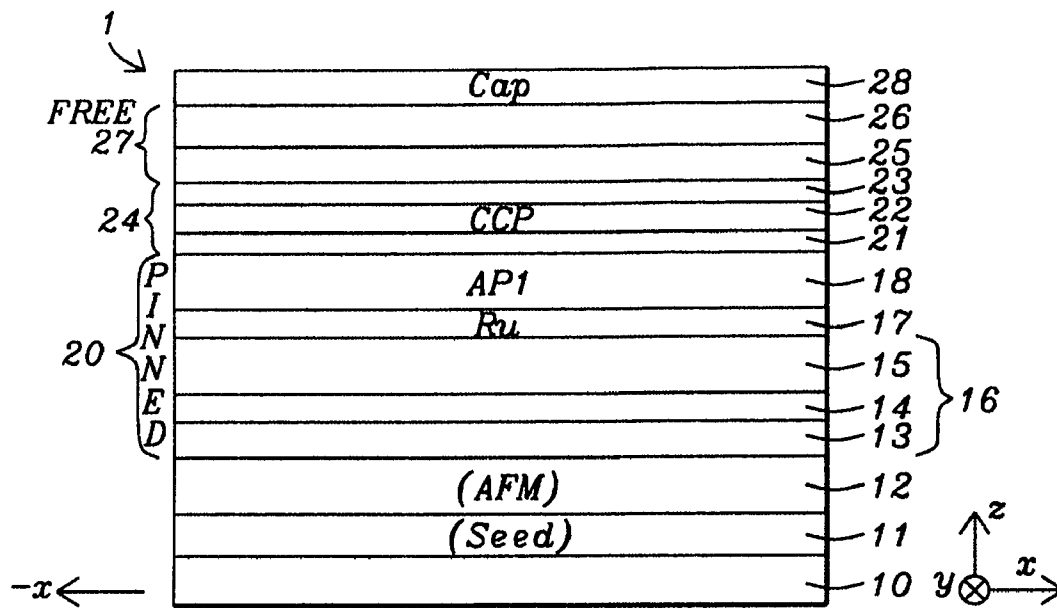 1
Cap 28
FREE 26
27
25
23
24 CCP 22
21
PINNED AP1 18
Ru 17
20 15
14 16
13
(AFM) 12
(Seed) 11
z
-x 10 y x